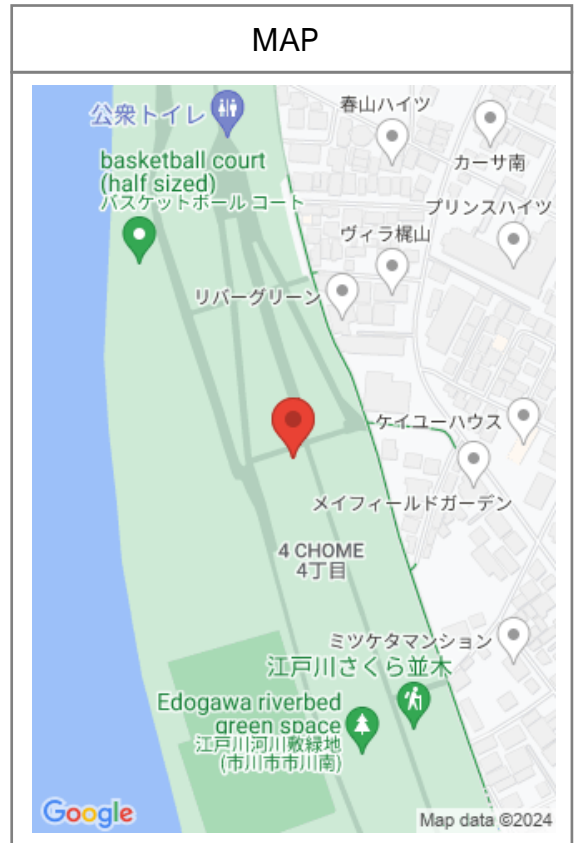 MAP
春山ハイツ
公衆トイレ
カーサ南
basketball court
(half sized)
バスケットボール コート
プリンスハイツ
ヴィラ梶山
リバーグリーン
ケイユーハウス
メイフィールドガーデン
4 CHOME
4丁目
ミツケタマンション
江戸川さくら並木
Edogawa riverbed
green space
江戸川河川敷緑地
(市川市市川南)
Google
Map data ©2024